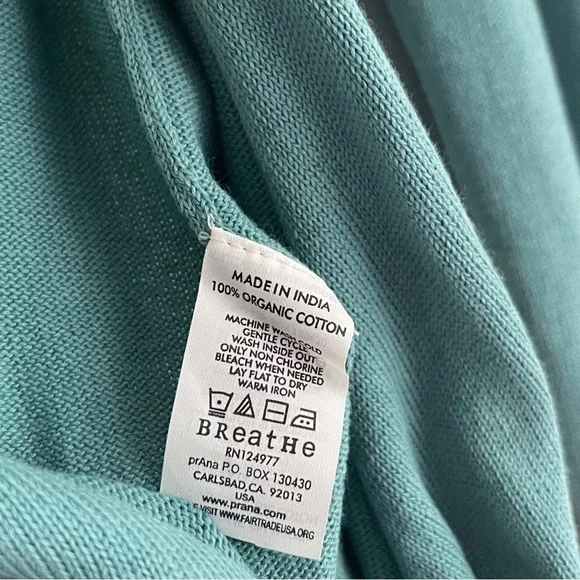 MADE IN INDIA
100% ORGANIC COTTON
MACHINE WASH COLD
GENTLE CYCLE
WASH INSIDE OUT
ONLY NON CHLORINE
BLEACH WHEN NEEDED
LAY FLAT TO DRY
WARM IRON
BReatHe
RN124977
prAna P.O. BOX 130430
CARLSBAD, CA. 92013
USA
www.prana.com
VISIT WWW.FAIRTRADEUSA.ORG